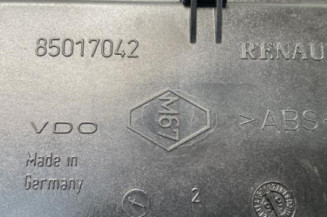 85017042 RENAU
VDO M67 >ABS
Made in
Germany 2